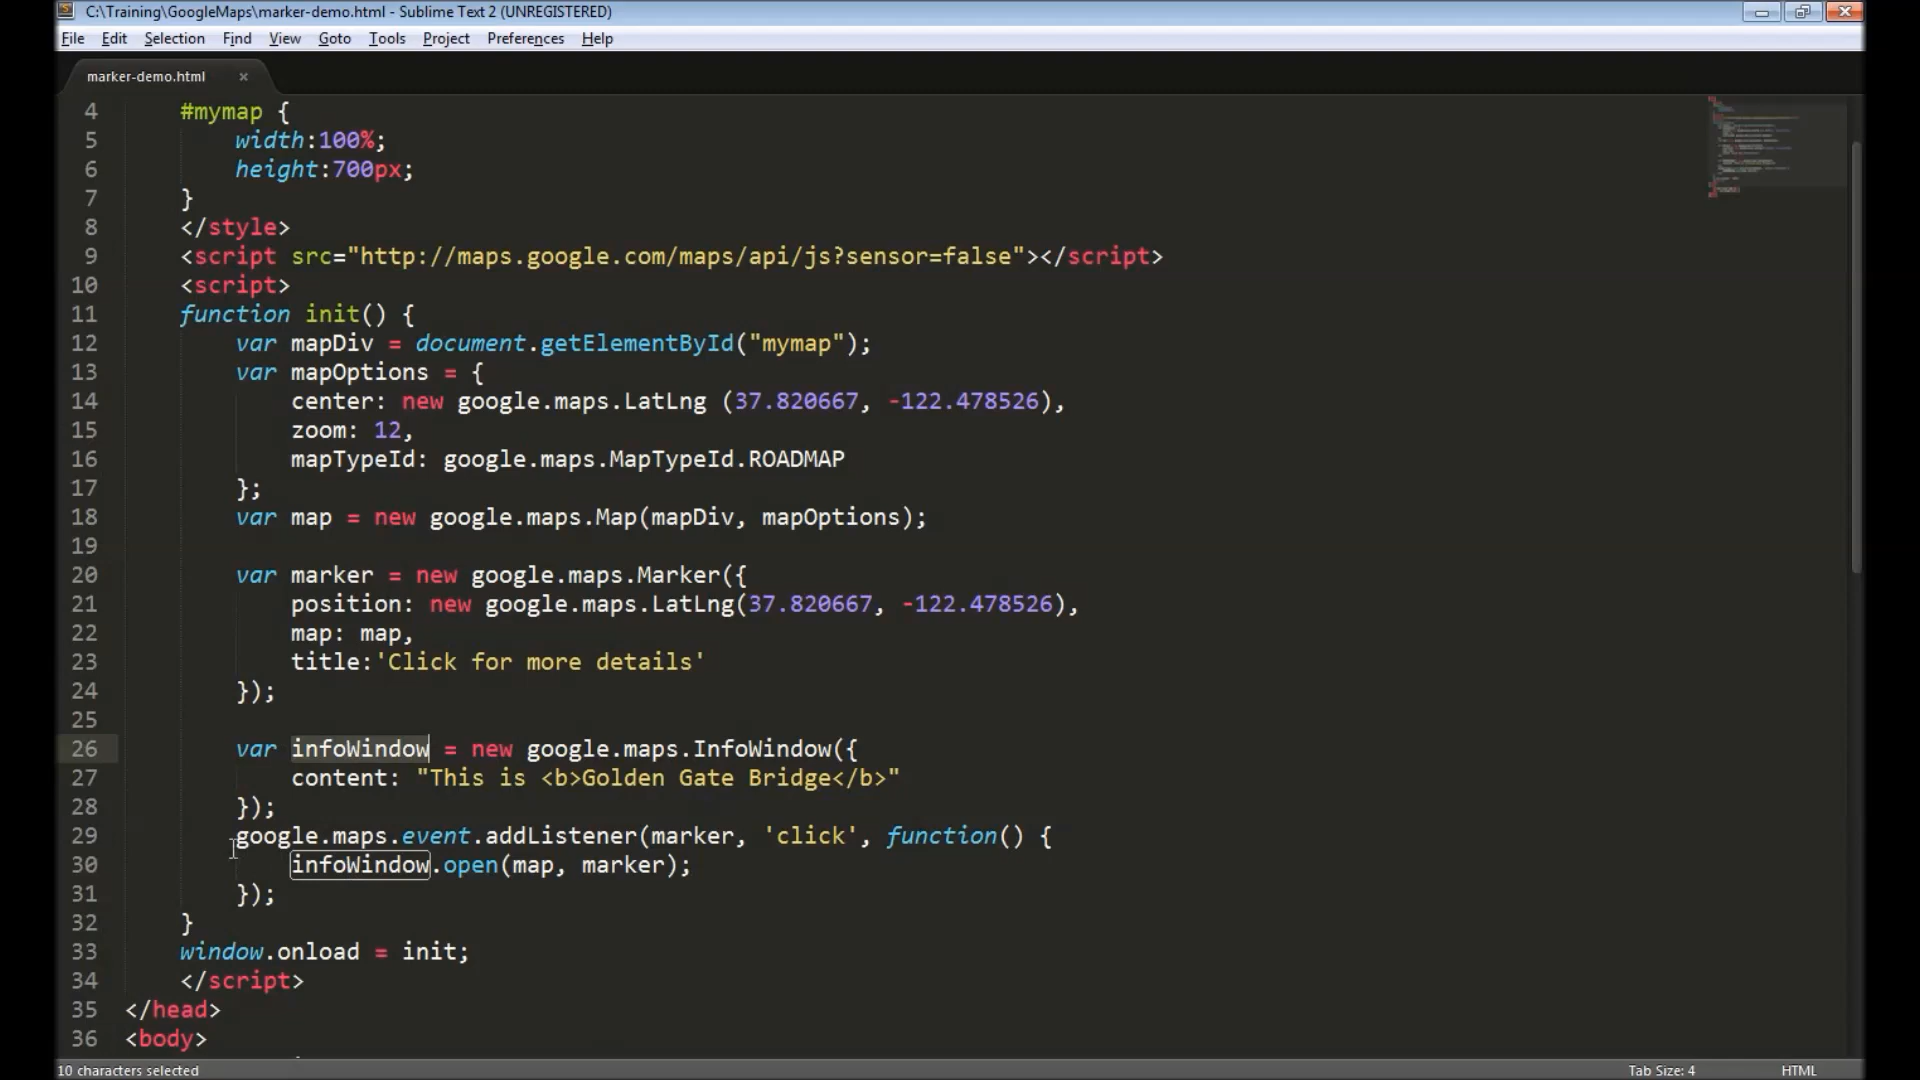 C:\Training\GoogleMaps\marker-demo.html - Sublime Text 2 (UNREGISTERED)
File Edit Selection Find View Goto Tools Project Preferences Help
marker-demo.html ×
4 #mymap {
5 width:100%;
6 height:700px;
7 }
8 </style>
9 <script src="http://maps.google.com/maps/api/js?sensor=false"></script>
10 <script>
11 function init() {
12 var mapDiv = document.getElementById("mymap");
13 var mapOptions = {
14 center: new google.maps.LatLng (37.820667, -122.478526),
15 zoom: 12,
16 mapTypeId: google.maps.MapTypeId.ROADMAP
17 };
18 var map = new google.maps.Map(mapDiv, mapOptions);
19
20 var marker = new google.maps.Marker({
21 position: new google.maps.LatLng(37.820667, -122.478526),
22 map: map,
23 title:'Click for more details'
24 });
25
26 var infoWindow = new google.maps.InfoWindow({
27 content: "This is <b>Golden Gate Bridge</b>"
28 });
29 google.maps.event.addListener(marker, 'click', function() {
30 infoWindow.open(map, marker);
31 });
32 }
33 window.onload = init;
34 </script>
35 </head>
36 <body>
10 characters selected Tab Size: 4 HTML